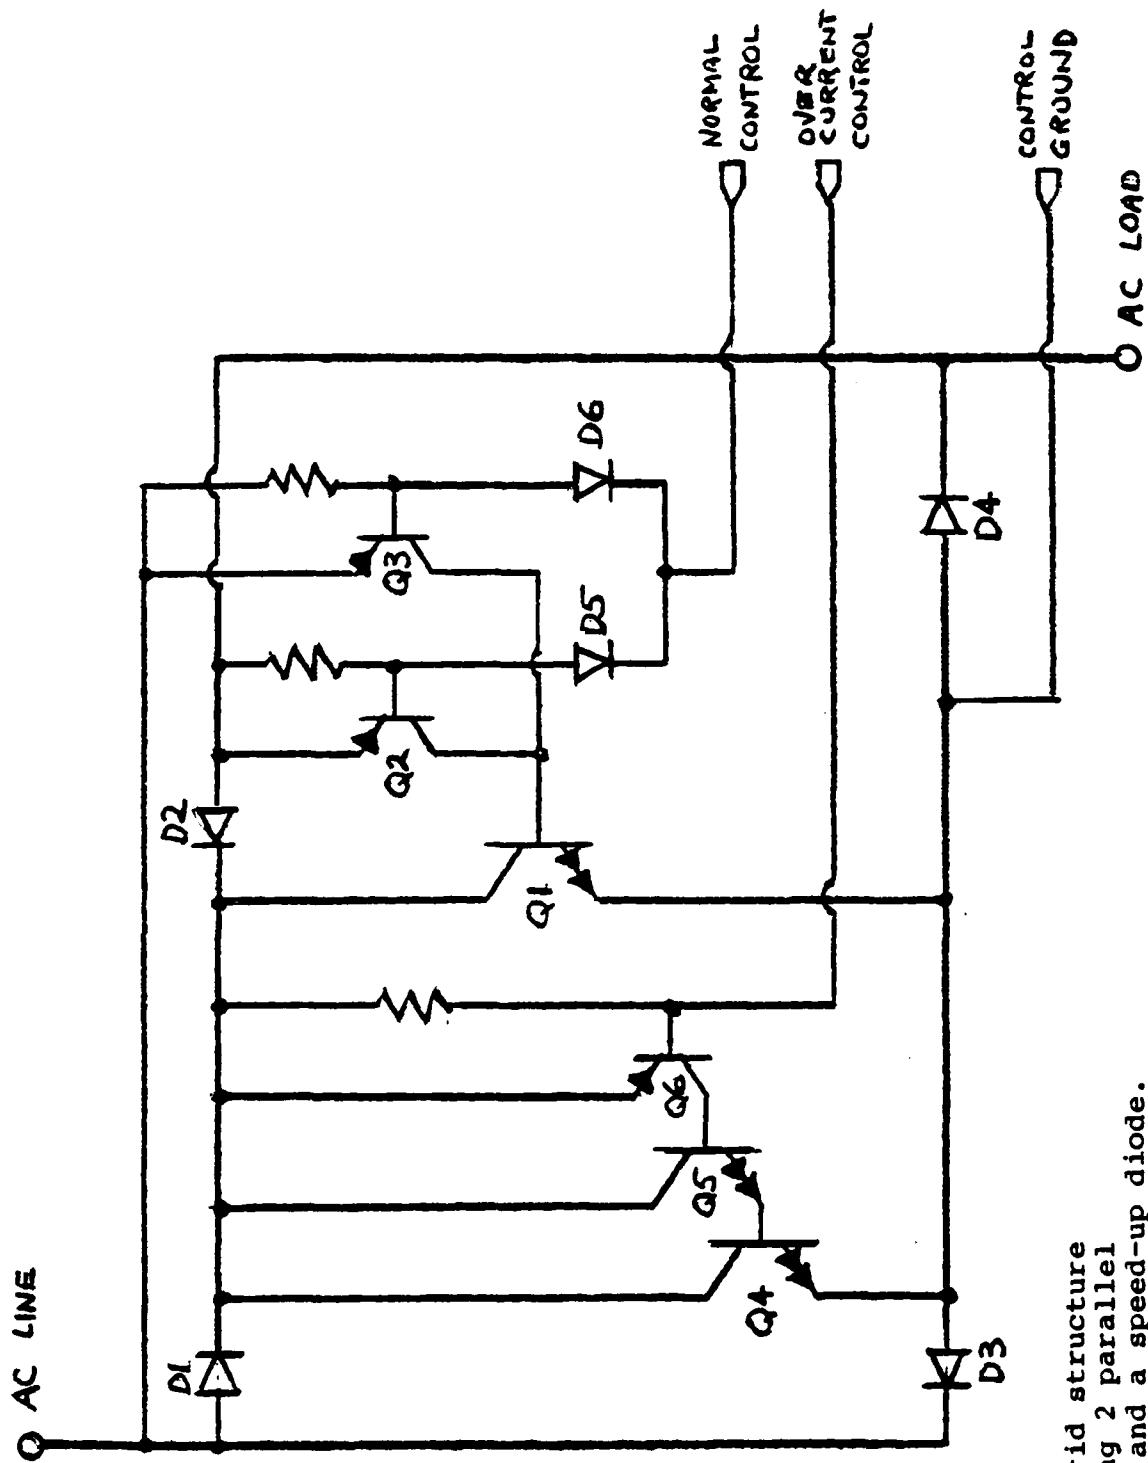 AC LINE
D1
D2
D3
D4
D5
D6
Q1
Q2
Q3
Q4
Q5
Q6
NORMAL
CONTROL
OVER
CURRENT
CONTROL
CONTROL
GROUND
AC LOAD
structure
2 parallel
and a speed-up diode.